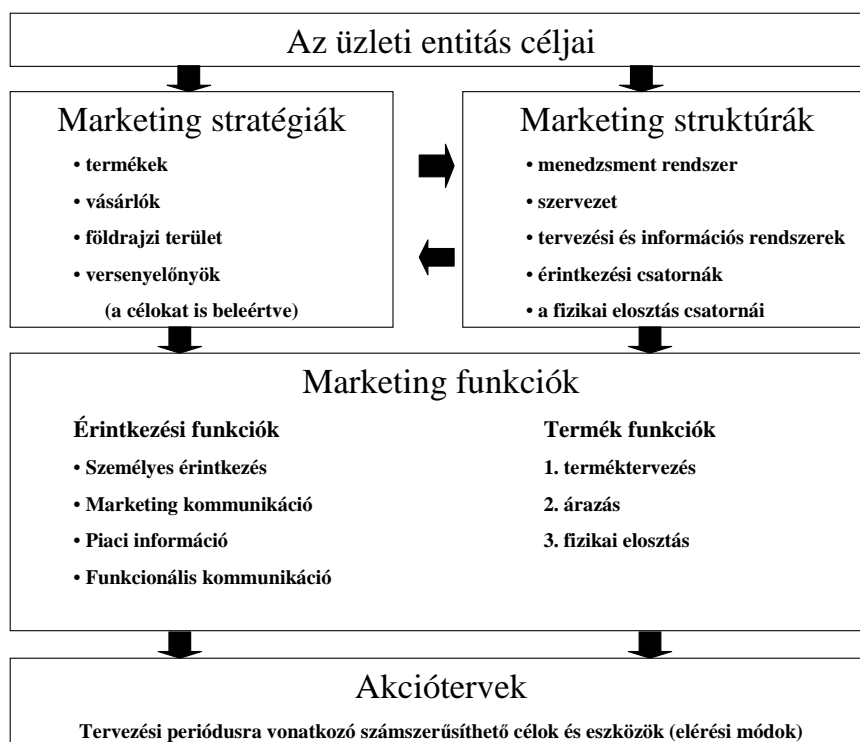 Az üzleti entitás céljai
Marketing stratégiák
• termékek
• vásárlók
• földrajzi terület
• versenyelőnyök
(a célokat is beleértve)
Marketing struktúrák
• menedzsment rendszer
• szervezet
• tervezési és információs rendszerek
• érintkezési csatornák
• a fizikai elosztás csatornái
Marketing funkciók
Érintkezési funkciók
• Személyes érintkezés
• Marketing kommunikáció
• Piaci információ
• Funkcionális kommunikáció
Termék funkciók
1. terméktervezés
2. árazás
3. fizikai elosztás
Akciótervek
Tervezési periódusra vonatkozó számszerűsíthető célok és eszközök (elérési módok)